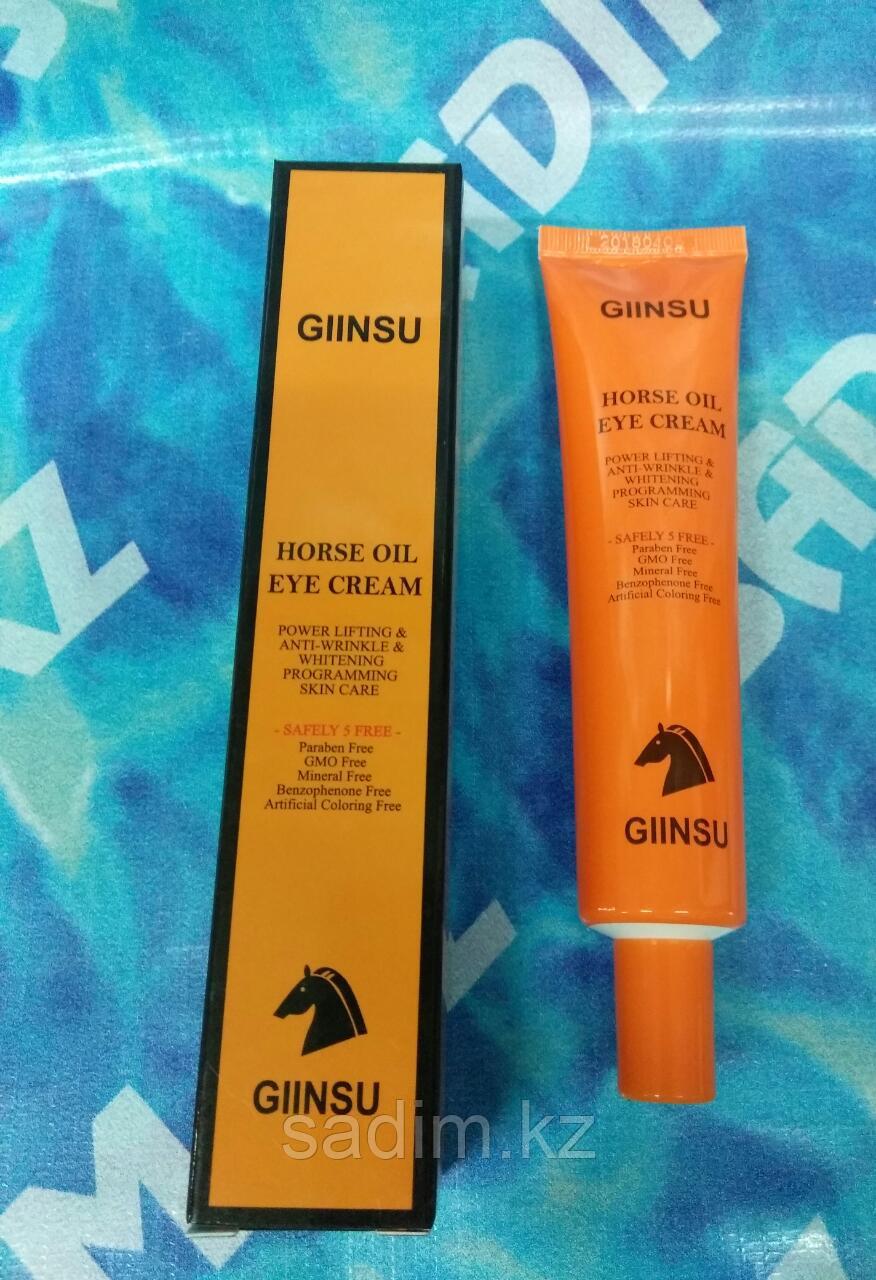 GIINSU
HORSE OIL
EYE CREAM
POWER LIFTING &
ANTI-WRINKLE &
WHITENING
PROGRAMMING
SKIN CARE
- SAFELY 5 FREE -
Paraben Free
GMO Free
Mineral Free
Benzophenone Free
Artificial Coloring Free
GIINSU
GIINSU
HORSE OIL
EYE CREAM
POWER LIFTING &
ANTI-WRINKLE &
WHITENING
PROGRAMMING
SKIN CARE
- SAFELY 5 FREE -
Paraben Free
GMO Free
Mineral Free
Benzophenone Free
Artificial Coloring Free
GIINSU
sadim.kz